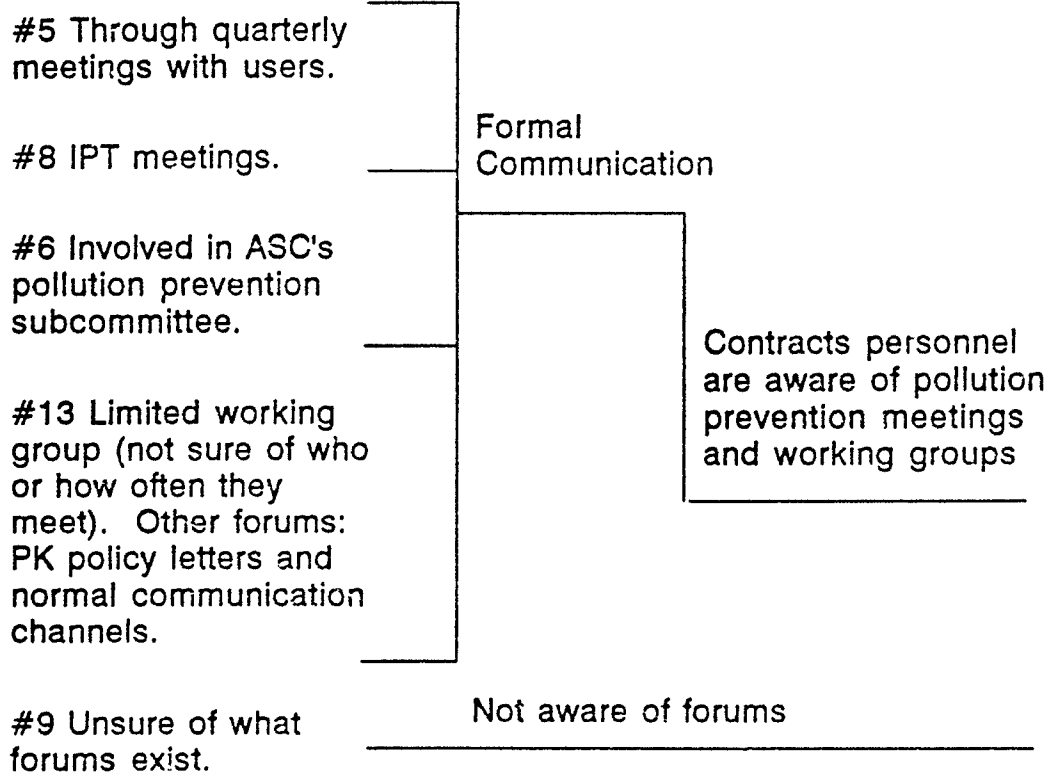 #5 Through quarterly
meetings with users.
#8 IPT meetings.
#6 Involved in ASC's
pollution prevention
subcommittee.
#13 Limited working
group (not sure of who
or how often they
meet). Other forums:
PK policy letters and
normal communication
channels.
#9 Unsure of what
forums exist.
Formal
Communication
Not aware of forums
Contracts personnel
are aware of pollution
prevention meetings
and working groups